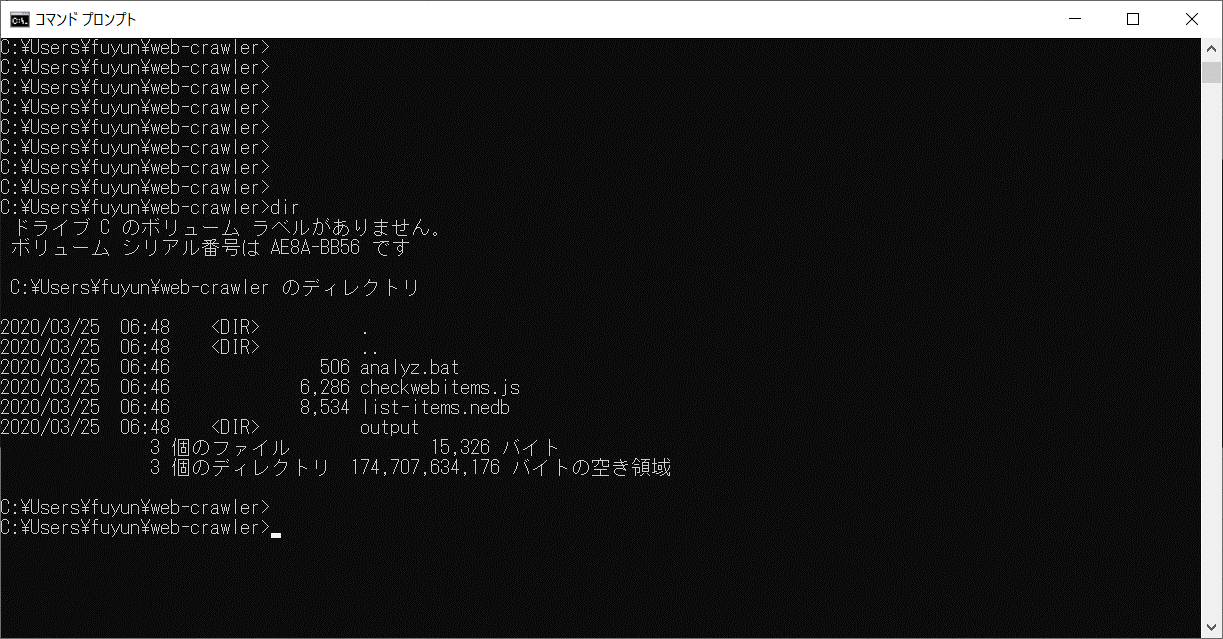 コマンド プロンプト
C:¥Users¥fuyun¥web-crawler>
C:¥Users¥fuyun¥web-crawler>
C:¥Users¥fuyun¥web-crawler>
C:¥Users¥fuyun¥web-crawler>
C:¥Users¥fuyun¥web-crawler>
C:¥Users¥fuyun¥web-crawler>
C:¥Users¥fuyun¥web-crawler>
C:¥Users¥fuyun¥web-crawler>
C:¥Users¥fuyun¥web-crawler>dir
ドライブ C のボリューム ラベルがありません。
ボリューム シリアル番号は AE8A-BB56 です
C:¥Users¥fuyun¥web-crawler のディレクトリ
2020/03/25  06:48    <DIR>          .
2020/03/25  06:48    <DIR>          ..
2020/03/25  06:46               506 analyz.bat
2020/03/25  06:46             6,286 checkwebitems.js
2020/03/25  06:46             8,534 list-items.nedb
2020/03/25  06:48    <DIR>          output
3 個のファイル              15,326 バイト
3 個のディレクトリ  174,707,634,176 バイトの空き領域
C:¥Users¥fuyun¥web-crawler>
C:¥Users¥fuyun¥web-crawler>